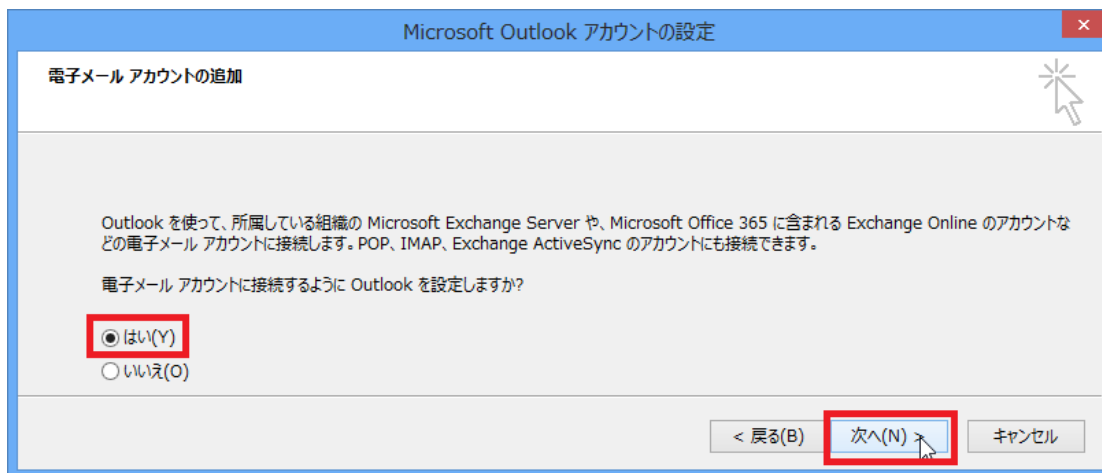 Microsoft Outlook アカウントの設定
電子メール アカウントの追加
Outlook を使って、所属している組織の Microsoft Exchange Server や、Microsoft Office 365 に含まれる Exchange Online のアカウントな
どの電子メール アカウントに接続します。POP、IMAP、Exchange ActiveSync のアカウントにも接続できます。
電子メール アカウントに接続するように Outlook を設定しますか?
はい(Y)
いいえ(O)
< 戻る(B) 次へ(N) > キャンセル